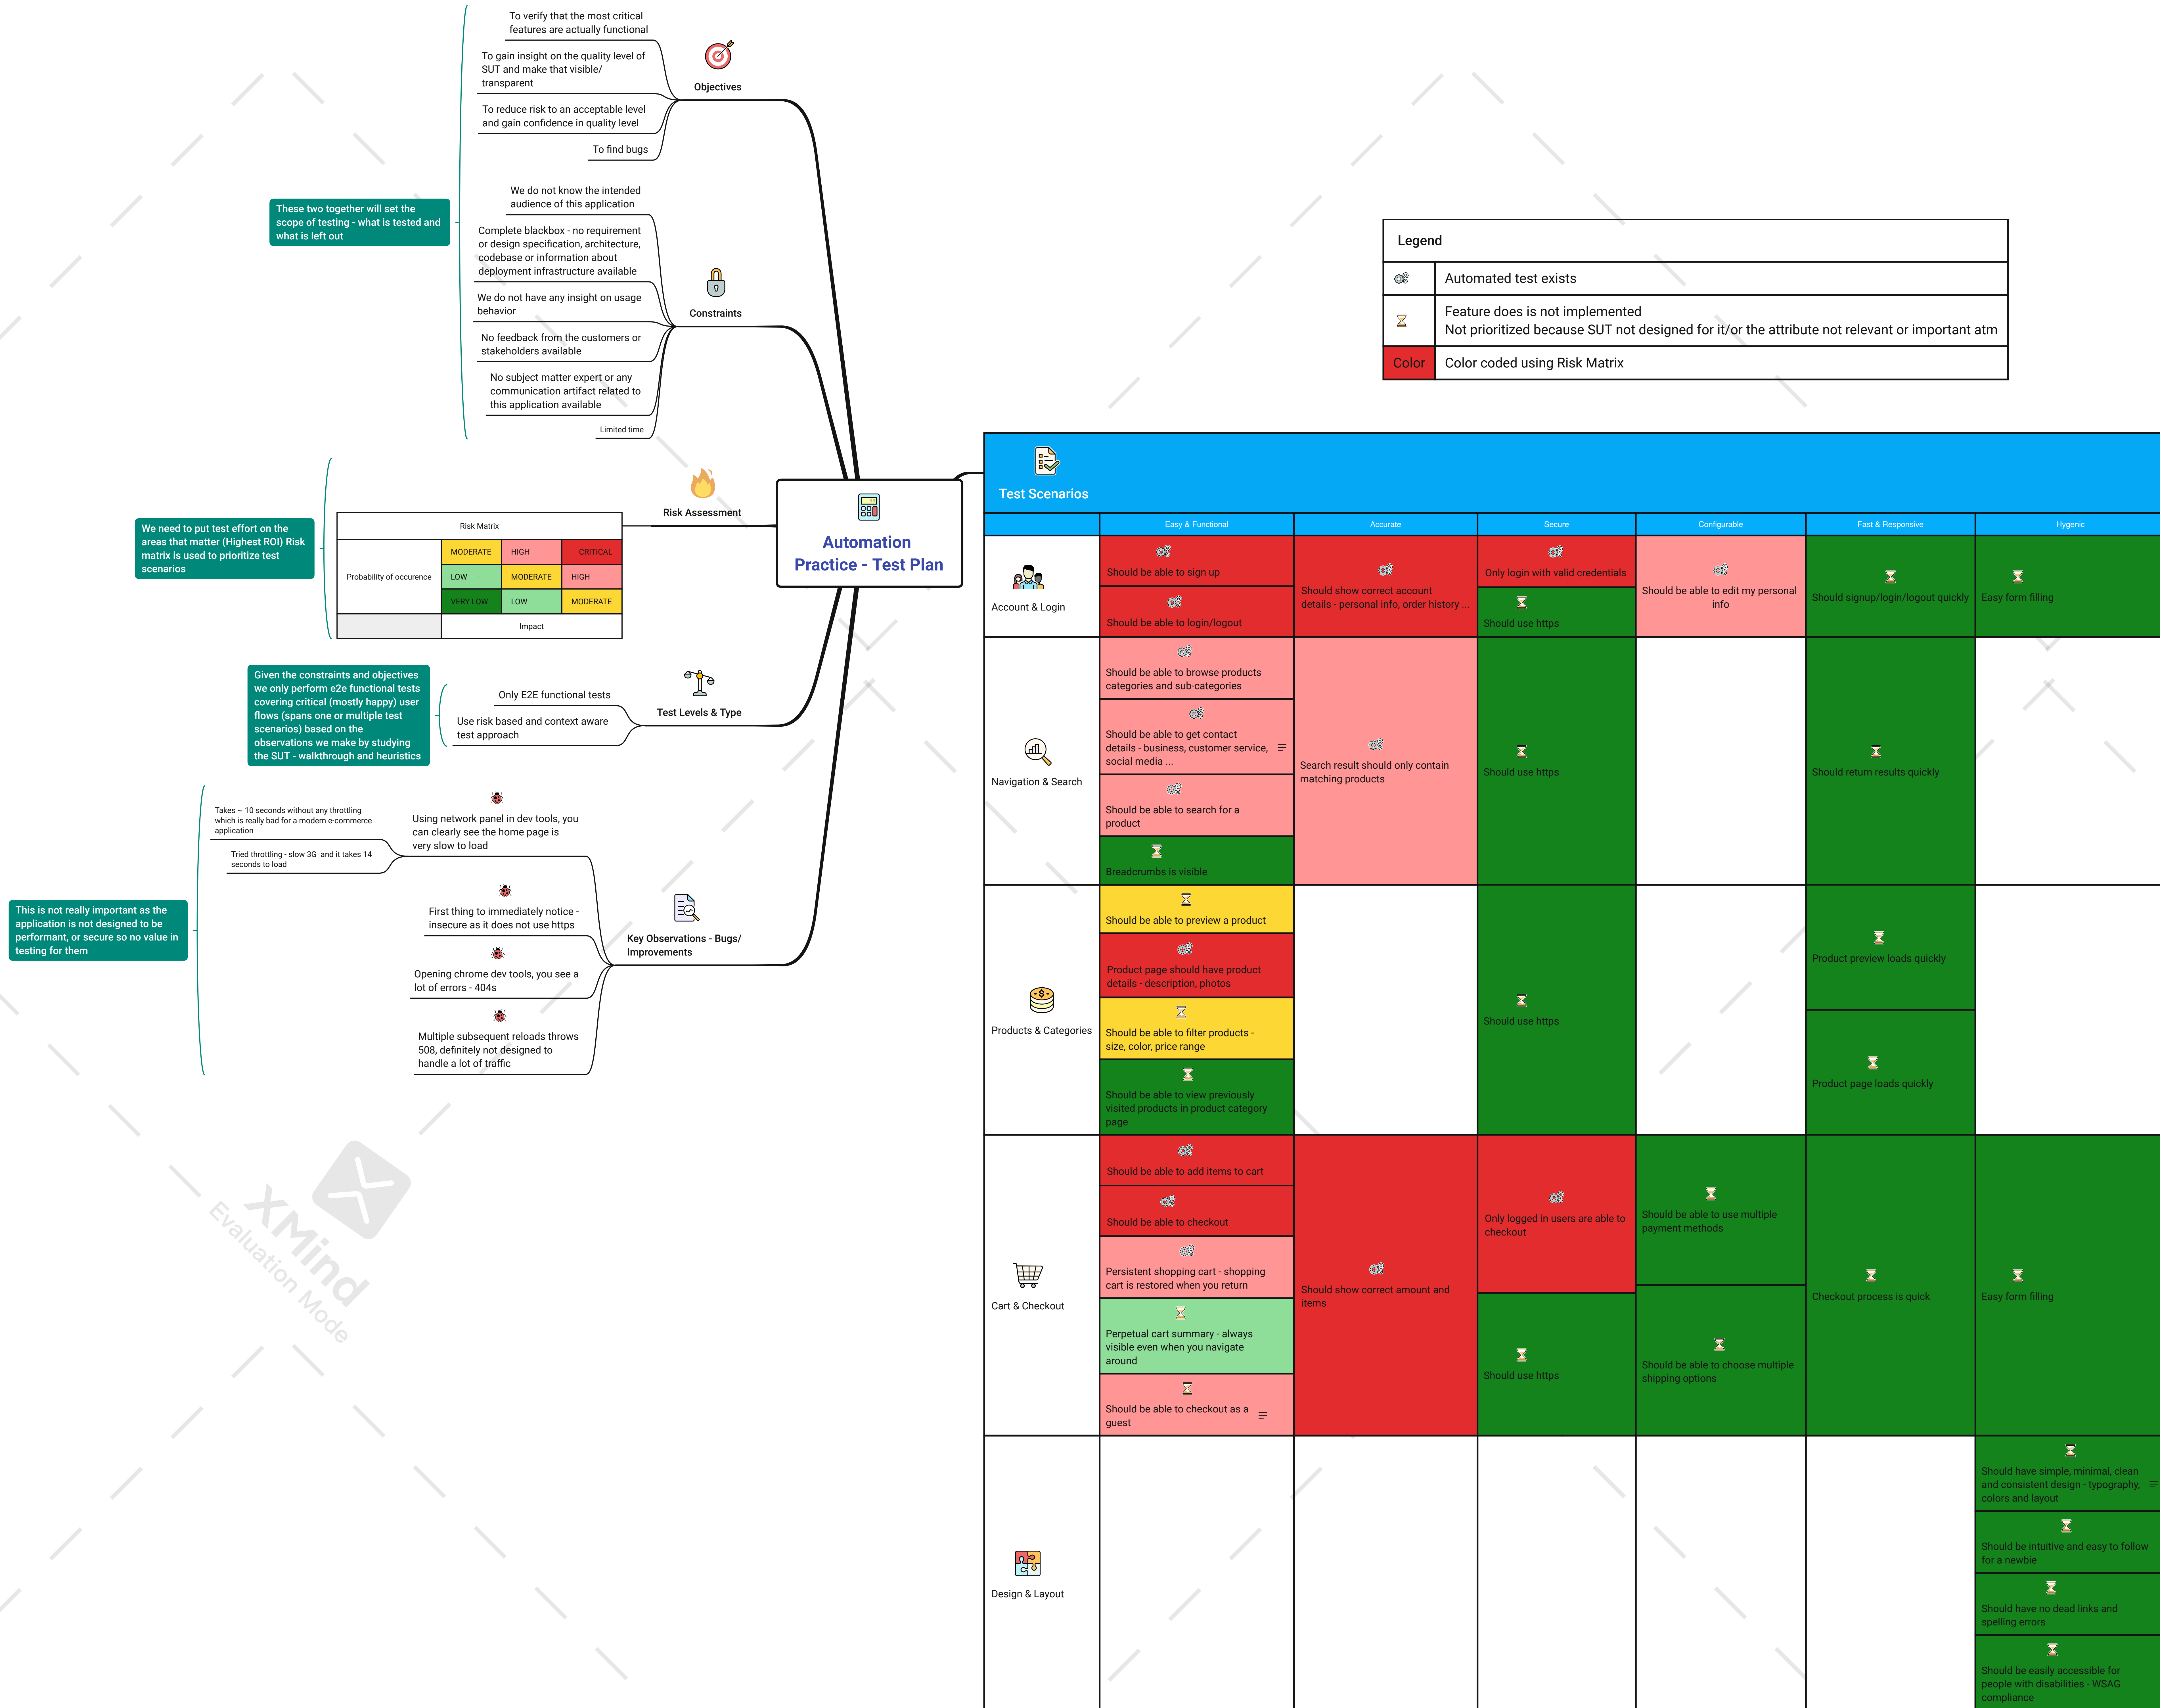 To verify that the most critical
features are actually functional
To gain insight on the quality level of
SUT and make that visible/
transparent
To reduce risk to an acceptable level
and gain confidence in quality level
To find bugs
Objectives
We do not know the intended
audience of this application
Complete blackbox - no requirement
or design specification, architecture,
codebase or information about
deployment infrastructure available
We do not have any insight on usage
behavior
No feedback from the customers or
stakeholders available
No subject matter expert or any
communication artifact related to
this application available
Limited time
Constraints
These two together will set the
scope of testing - what is tested and
what is left out
Risk Assessment
Risk Matrix
Probability of occurence
MODERATE
HIGH
CRITICAL
LOW
MODERATE
HIGH
VERY LOW
LOW
MODERATE
Impact
We need to put test effort on the
areas that matter (Highest ROI) Risk
matrix is used to prioritize test
scenarios
Automation
Practice - Test Plan
Test Levels & Type
Only E2E functional tests
Use risk based and context aware
test approach
Given the constraints and objectives
we only perform e2e functional tests
covering critical (mostly happy) user
flows (spans one or multiple test
scenarios) based on the
observations we make by studying
the SUT - walkthrough and heuristics
Key Observations - Bugs/
Improvements
Using network panel in dev tools, you
can clearly see the home page is
very slow to load
Takes ~ 10 seconds without any throttling
which is really bad for a modern e-commerce
application
Tried throttling - slow 3G and it takes 14
seconds to load
First thing to immediately notice -
insecure as it does not use https
Opening chrome dev tools, you see a
lot of errors - 404s
Multiple subsequent reloads throws
508, definitely not designed to
handle a lot of traffic
This is not really important as the
application is not designed to be
performant, or secure so no value in
testing for them
XMind
Evaluation Mode
Legend
Automated test exists
Feature does is not implemented
Not prioritized because SUT not designed for it/or the attribute not relevant or important atm
Color
Color coded using Risk Matrix
Test Scenarios
Easy & Functional
Accurate
Secure
Configurable
Fast & Responsive
Hygenic
Account & Login
Should be able to sign up
Should be able to login/logout
Should show correct account
details - personal info, order history ...
Only login with valid credentials
Should use https
Should be able to edit my personal
info
Should signup/login/logout quickly
Easy form filling
Navigation & Search
Should be able to browse products
categories and sub-categories
Should be able to get contact
details - business, customer service,
social media ...
Should be able to search for a
product
Breadcrumbs is visible
Search result should only contain
matching products
Should use https
Should return results quickly
Products & Categories
Should be able to preview a product
Product page should have product
details - description, photos
Should be able to filter products -
size, color, price range
Should be able to view previously
visited products in product category
page
Should use https
Product preview loads quickly
Product page loads quickly
Cart & Checkout
Should be able to add items to cart
Should be able to checkout
Persistent shopping cart - shopping
cart is restored when you return
Perpetual cart summary - always
visible even when you navigate
around
Should be able to checkout as a
guest
Should show correct amount and
items
Only logged in users are able to
checkout
Should use https
Should be able to use multiple
payment methods
Should be able to choose multiple
shipping options
Checkout process is quick
Easy form filling
Design & Layout
Should have simple, minimal, clean
and consistent design - typography,
colors and layout
Should be intuitive and easy to follow
for a newbie
Should have no dead links and
spelling errors
Should be easily accessible for
people with disabilities - WSAG
compliance